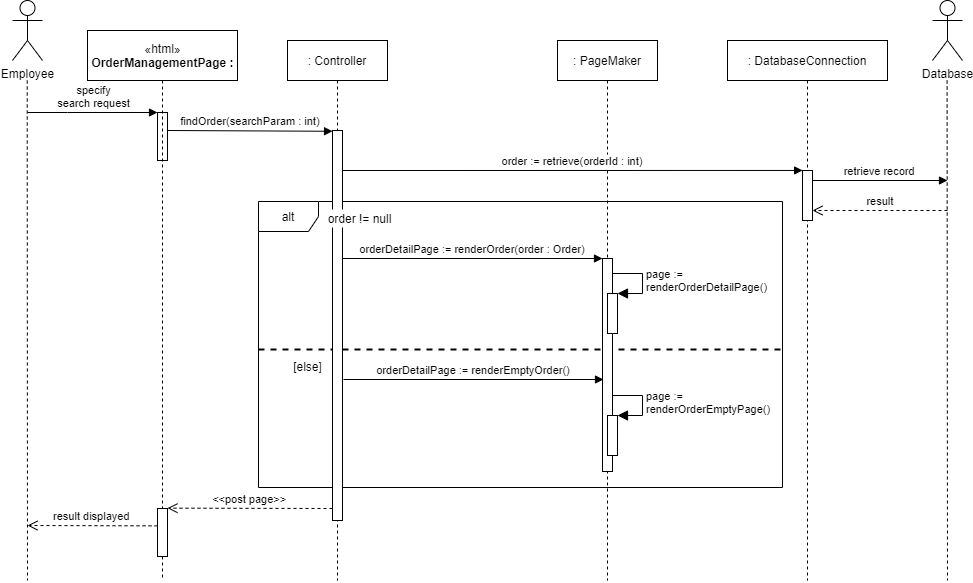 «html»
OrderManagementPage :
: Controller
: PageMaker
: DatabaseConnection
Employee
Database
specify
search request
findOrder(searchParam : int)
order := retrieve(orderId : int)
retrieve record
result
alt
order != null
orderDetailPage := renderOrder(order : Order)
page :=
renderOrderDetailPage()
[else]
orderDetailPage := renderEmptyOrder()
page :=
renderOrderEmptyPage()
<<post page>>
result displayed